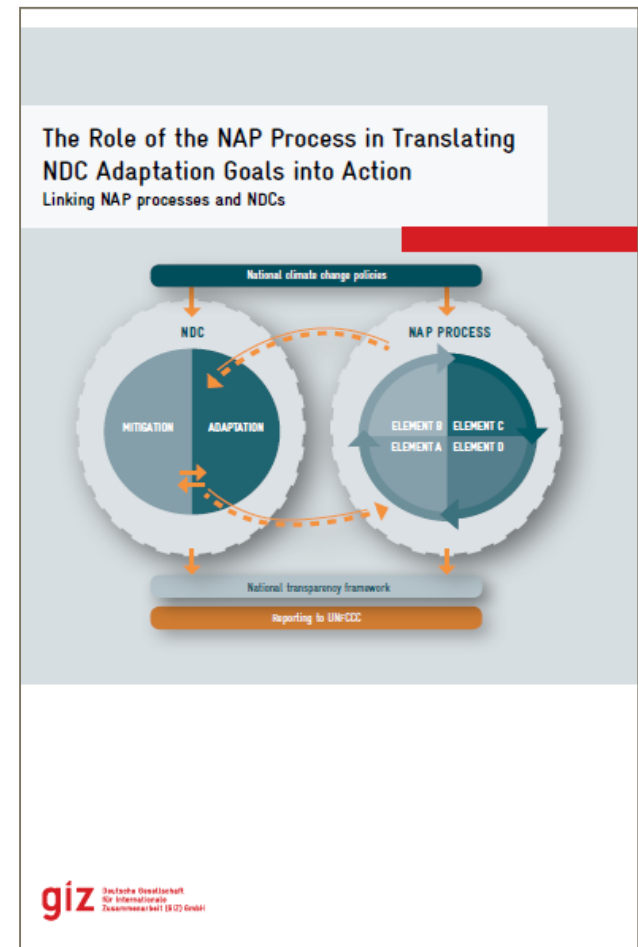 The Role of the NAP Process in Translating
NDC Adaptation Goals into Action
Linking NAP processes and NDCs
National climate change policies
NDC
NAP PROCESS
MITIGATION
ADAPTATION
ELEMENT B
ELEMENT C
ELEMENT A
ELEMENT D
National transparency framework
Reporting to UNFCCC
giz
Deutsche Gesellschaft
für Internationale
Zusammenarbeit (GIZ) GmbH